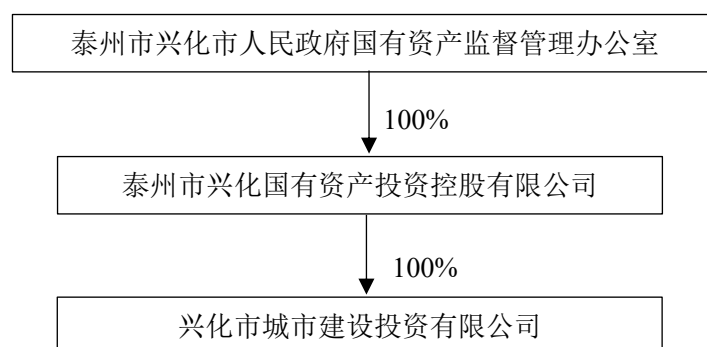 泰州市兴化市人民政府国有资产监督管理办公室
100%
泰州市兴化国有资产投资控股有限公司
100%
兴化市城市建设投资有限公司